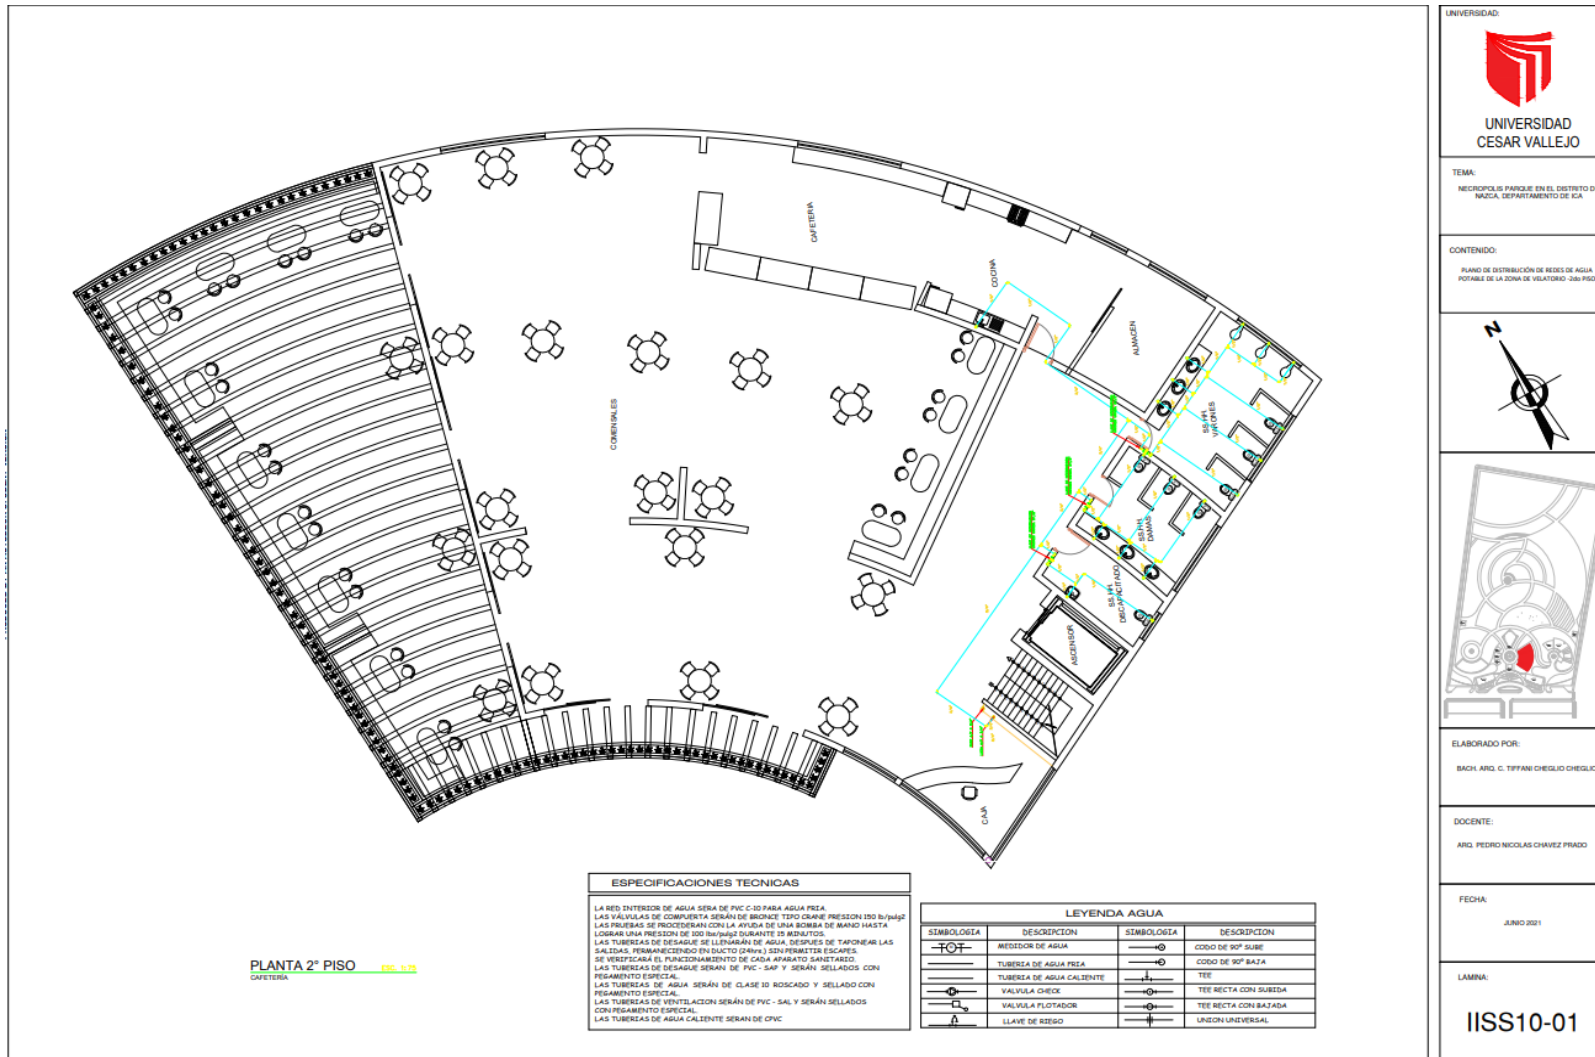 UNIVERSIDAD:
UNIVERSIDAD
CESAR VALLEJO
TEMA:
NECROPOLIS PARQUE EN EL DISTRITO D
NAZCA, DEPARTAMENTO DE ICA
CONTENIDO:
PLANO DE DISTRIBUCIÓN DE REDES DE AGUA
POTABLE DE LA ZONA DE VELATORIO -2do PISO
N
ELABORADO POR:
BACH. ARQ. C. TIFFANI CHEGLIO CHEGLIO
DOCENTE:
ARQ. PEDRO NICOLAS CHAVEZ PRADO
FECHA:
JUNIO 2021
LAMINA:
IISS10-01
CAFETERIA
COCINA
ALMACEN
COMENSALES
SS.HH.
VARONES
SS.HH.
DAMAS
SS.HH.
DISCAPACITADO
ASCENSOR
CAJA
PLANTA 2° PISO
ESC. 1:75
CAFETERÍA
ESPECIFICACIONES TECNICAS
LA RED INTERIOR DE AGUA SERA DE PVC C-10 PARA AGUA FRIA.
LAS VÁLVULAS DE COMPUERTA SERÁN DE BRONCE TIPO CRANE PRESION 150 lb/pulg2
LAS PRUEBAS SE PROCEDERAN CON LA AYUDA DE UNA BOMBA DE MANO HASTA
LOGRAR UNA PRESION DE 100 lbs/pulg2 DURANTE 15 MINUTOS.
LAS TUBERIAS DE DESAGUE SE LLENARÁN DE AGUA, DESPUES DE TAPONEAR LAS
SALIDAS, PERMANECIENDO EN DUCTO (24hrs.) SIN PERMITIR ESCAPES.
SE VERIFICARÁ EL FUNCIONAMIENTO DE CADA APARATO SANITARIO.
LAS TUBERIAS DE DESAGUE SERAN DE PVC - SAP Y SERÁN SELLADOS CON
PEGAMENTO ESPECIAL.
LAS TUBERIAS DE AGUA SERÁN DE CLASE 10 ROSCADO Y SELLADO CON
PEGAMENTO ESPECIAL.
LAS TUBERIAS DE VENTILACION SERÁN DE PVC - SAL Y SERÁN SELLADOS
CON PEGAMENTO ESPECIAL.
LAS TUBERIAS DE AGUA CALIENTE SERAN DE CPVC
LEYENDA AGUA
SIMBOLOGIA DESCRIPCION SIMBOLOGIA DESCRIPCION
MEDIDOR DE AGUA CODO DE 90° SUBE
TUBERIA DE AGUA FRIA CODO DE 90° BAJA
TUBERIA DE AGUA CALIENTE TEE
VALVULA CHECK TEE RECTA CON SUBIDA
VALVULA FLOTADOR TEE RECTA CON BAJADA
LLAVE DE RIEGO UNION UNIVERSAL